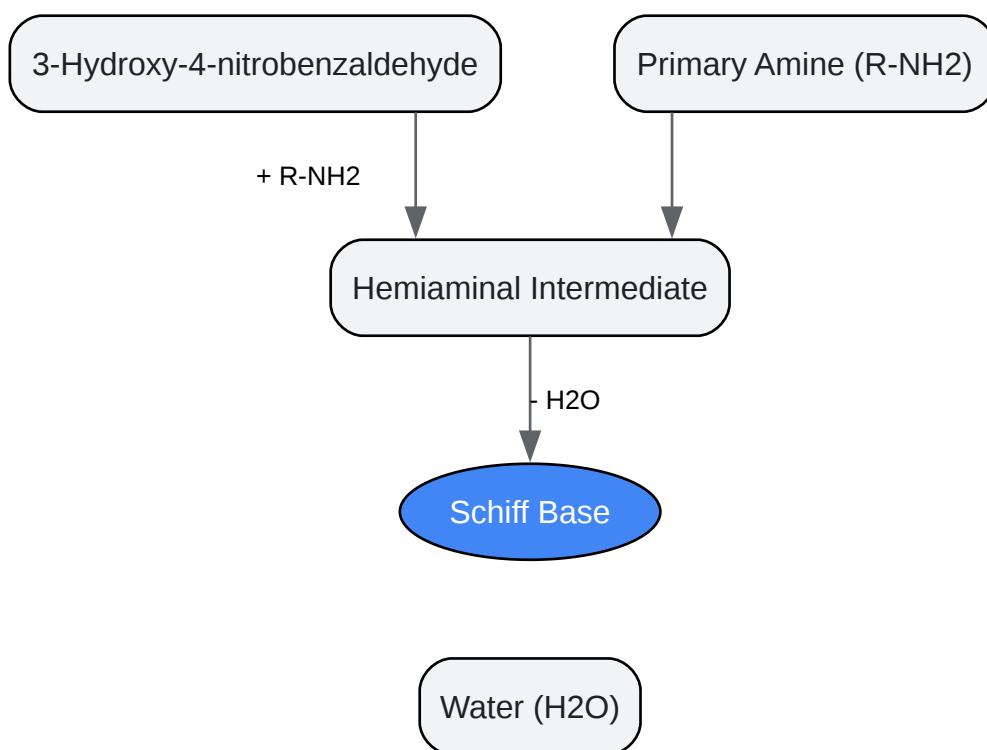 3-Hydroxy-4-nitrobenzaldehyde
Primary Amine (R-NH2)
+ R-NH2
Hemiaminal Intermediate
- H2O
Schiff Base
Water (H2O)